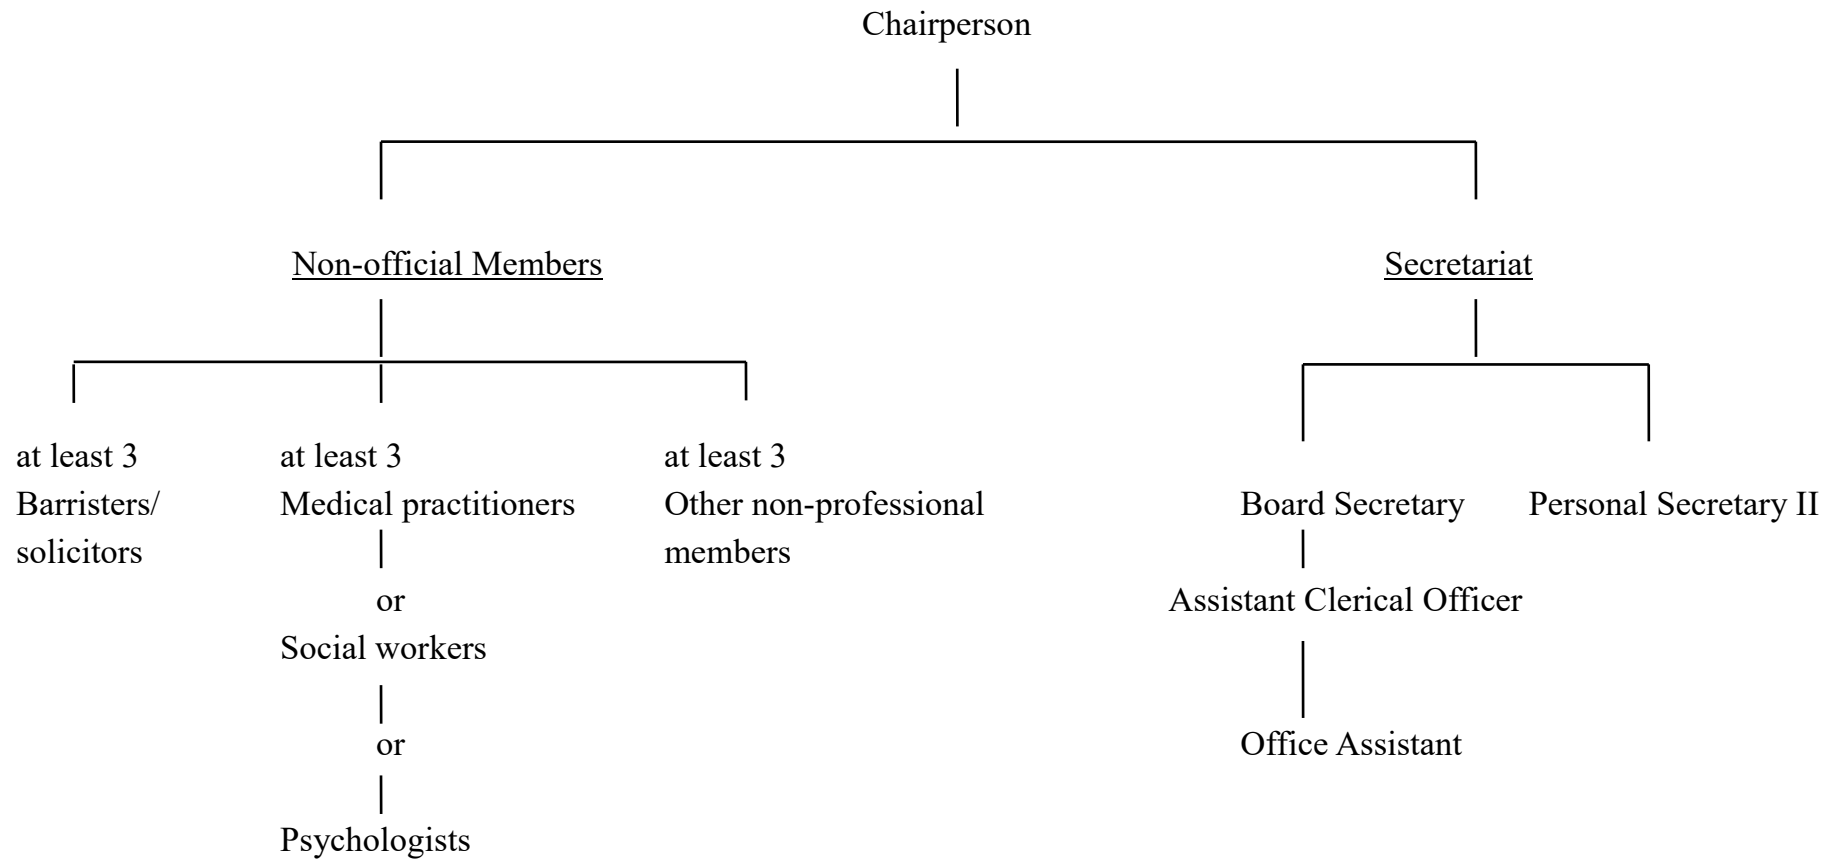 Chairperson
Non-official Members
Secretariat
at least 3
Barristers/
solicitors
at least 3
Medical practitioners
or
Social workers
or
Psychologists
at least 3
Other non-professional
members
Board Secretary
Assistant Clerical Officer
Office Assistant
Personal Secretary II